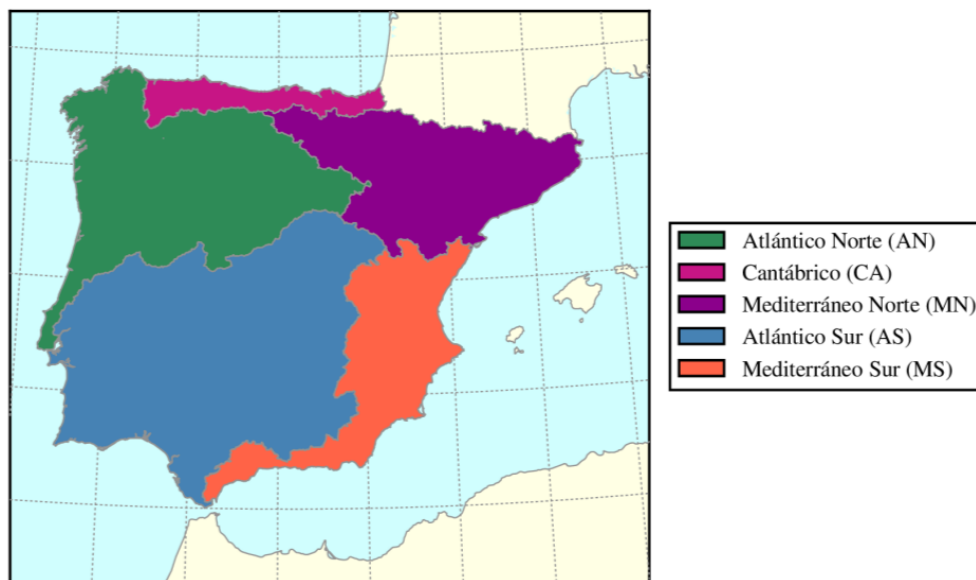 Atlántico Norte (AN)
Cantábrico (CA)
Mediterráneo Norte (MN)
Atlántico Sur (AS)
Mediterráneo Sur (MS)